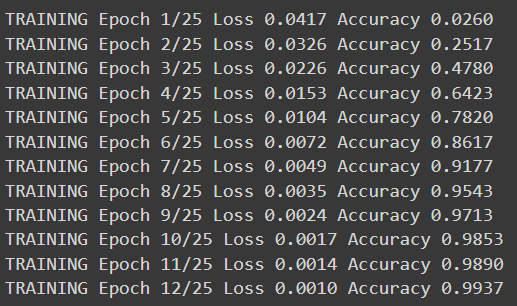 TRAINING Epoch 1/25 Loss 0.0417 Accuracy 0.0260
TRAINING Epoch 2/25 Loss 0.0326 Accuracy 0.2517
TRAINING Epoch 3/25 Loss 0.0226 Accuracy 0.4780
TRAINING Epoch 4/25 Loss 0.0153 Accuracy 0.6423
TRAINING Epoch 5/25 Loss 0.0104 Accuracy 0.7820
TRAINING Epoch 6/25 Loss 0.0072 Accuracy 0.8617
TRAINING Epoch 7/25 Loss 0.0049 Accuracy 0.9177
TRAINING Epoch 8/25 Loss 0.0035 Accuracy 0.9543
TRAINING Epoch 9/25 Loss 0.0024 Accuracy 0.9713
TRAINING Epoch 10/25 Loss 0.0017 Accuracy 0.9853
TRAINING Epoch 11/25 Loss 0.0014 Accuracy 0.9890
TRAINING Epoch 12/25 Loss 0.0010 Accuracy 0.9937